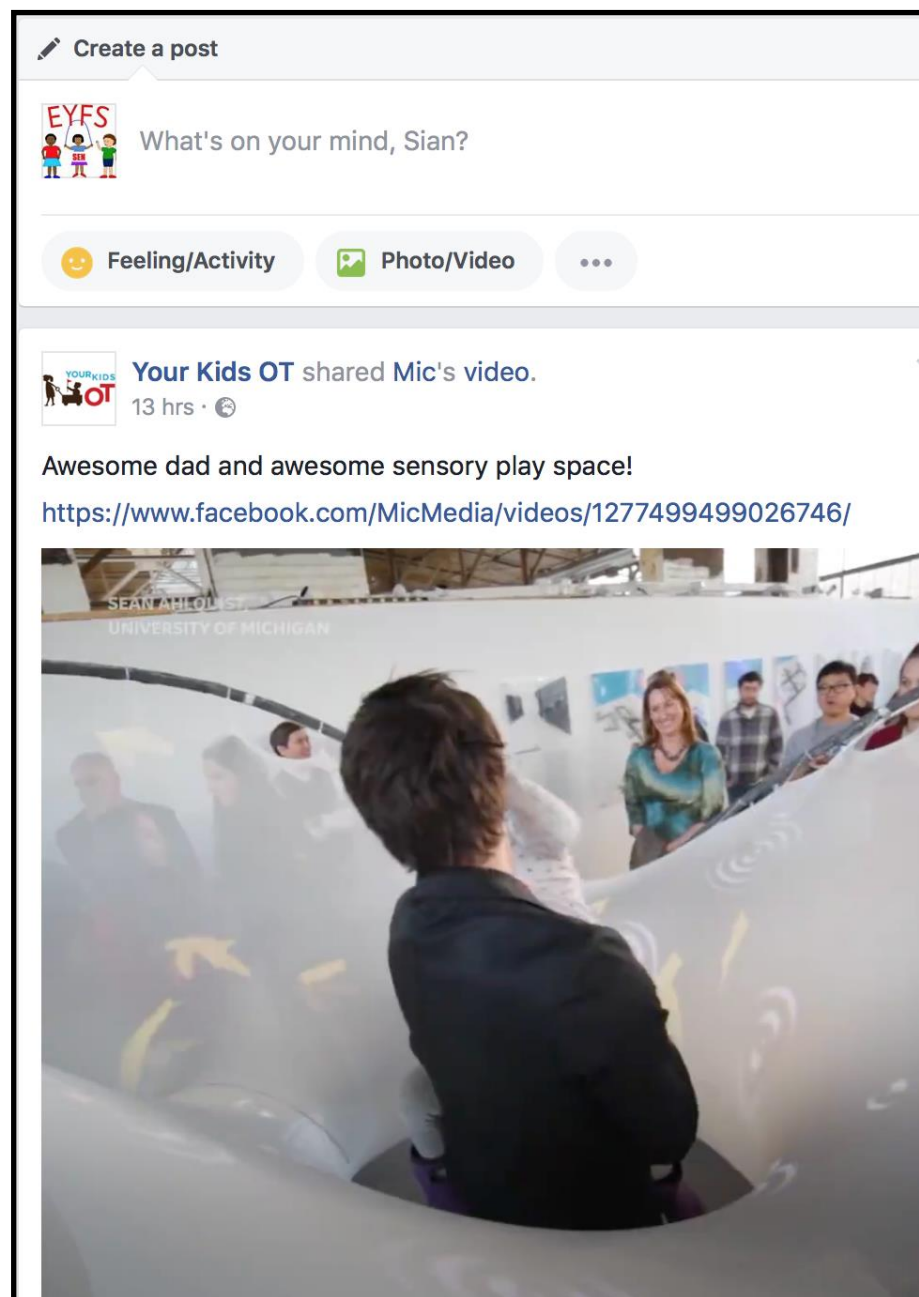 Create a post
EYFS
SEN
What's on your mind, Sian?
Feeling/Activity Photo/Video
YOUR KIDS
OT
Your Kids OT shared Mic's video.
13 hrs ·
Awesome dad and awesome sensory play space!
https://www.facebook.com/MicMedia/videos/1277499499026746/
SEAN AHLQUIST,
UNIVERSITY OF MICHIGAN